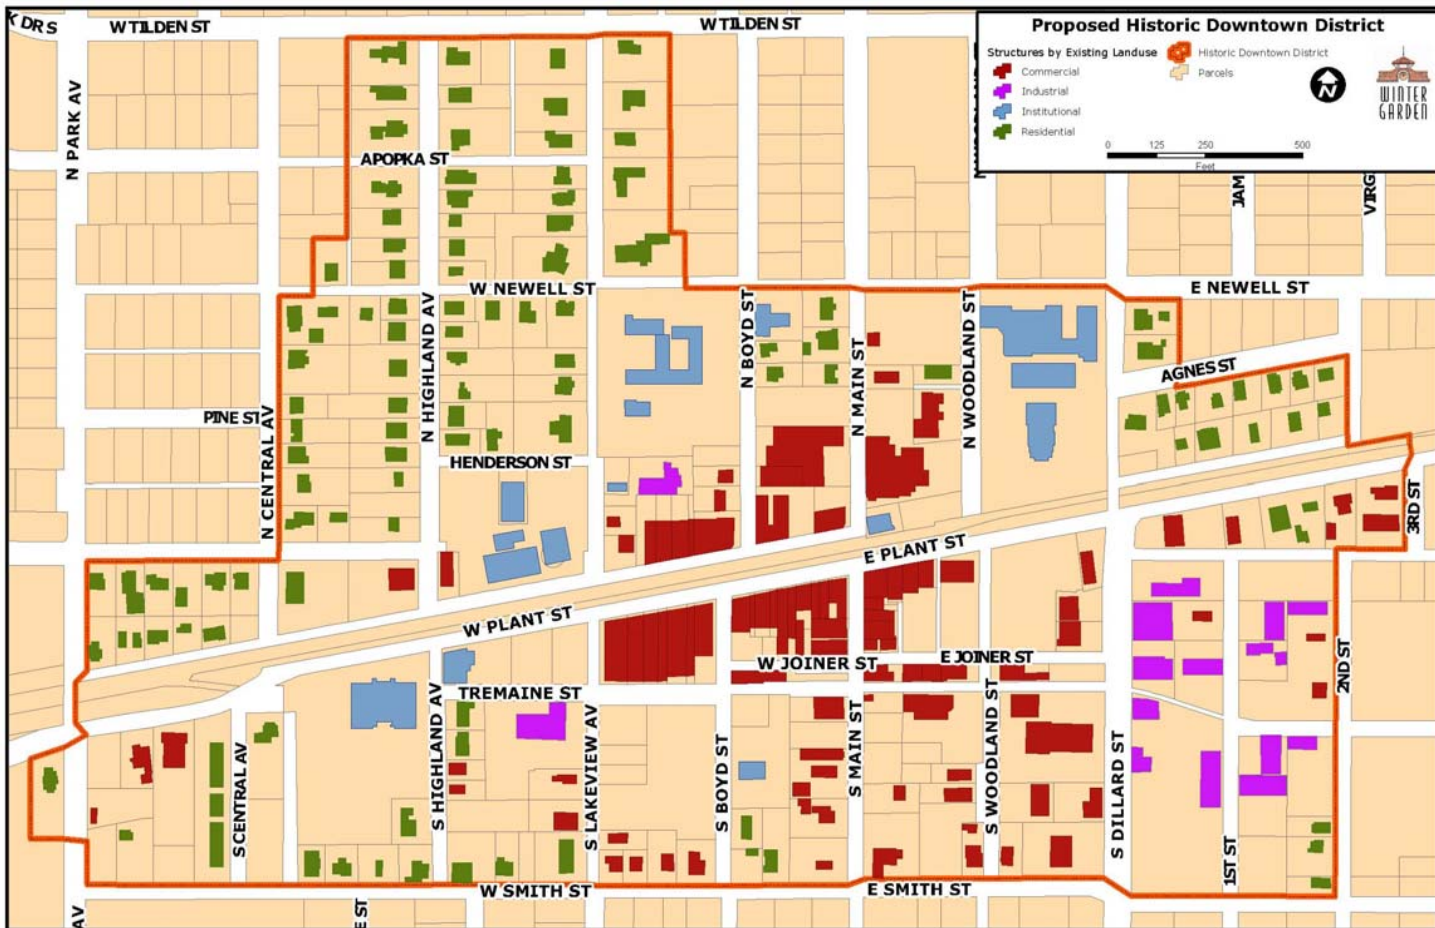 K DR S
W TILDEN ST
W TILDEN ST
Proposed Historic Downtown District
Structures by Existing Landuse
Commercial
Industrial
Institutional
Residential
Historic Downtown District
Parcels
N
WINTER
GARDEN
0 125 250 500
Feet
N PARK AV
APOPKA ST
JAM
VIRG
W NEWELL ST
E NEWELL ST
N HIGHLAND AV
N BOYD ST
N MAIN ST
N WOODLAND ST
AGNES ST
PINE ST
N CENTRAL AV
HENDERSON ST
3RD ST
E PLANT ST
W PLANT ST
W JOINER ST
E JOINER ST
2ND ST
TREMAINE ST
S CENTRAL AV
S HIGHLAND AV
S LAKEVIEW AV
S BOYD ST
S MAIN ST
S WOODLAND ST
S DILLARD ST
1ST ST
W SMITH ST
E SMITH ST
AV
E ST